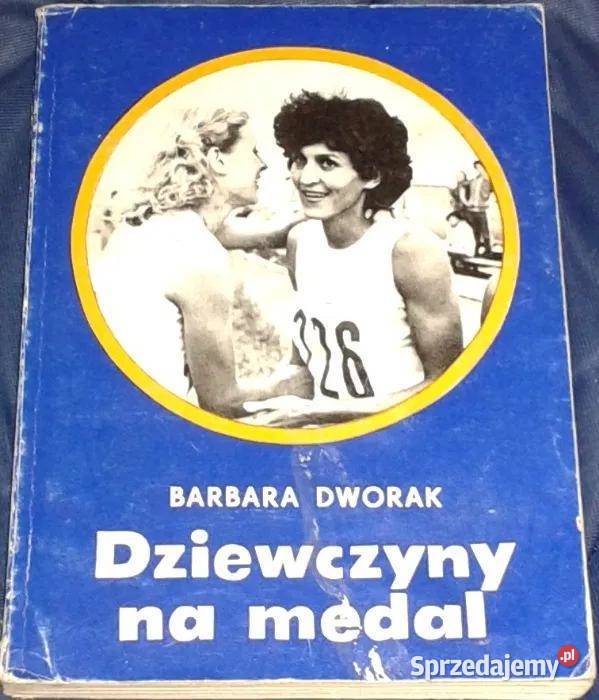 226
BARBARA DWORAK
Dziewczyny
na medal
Sprzedajemy.pl